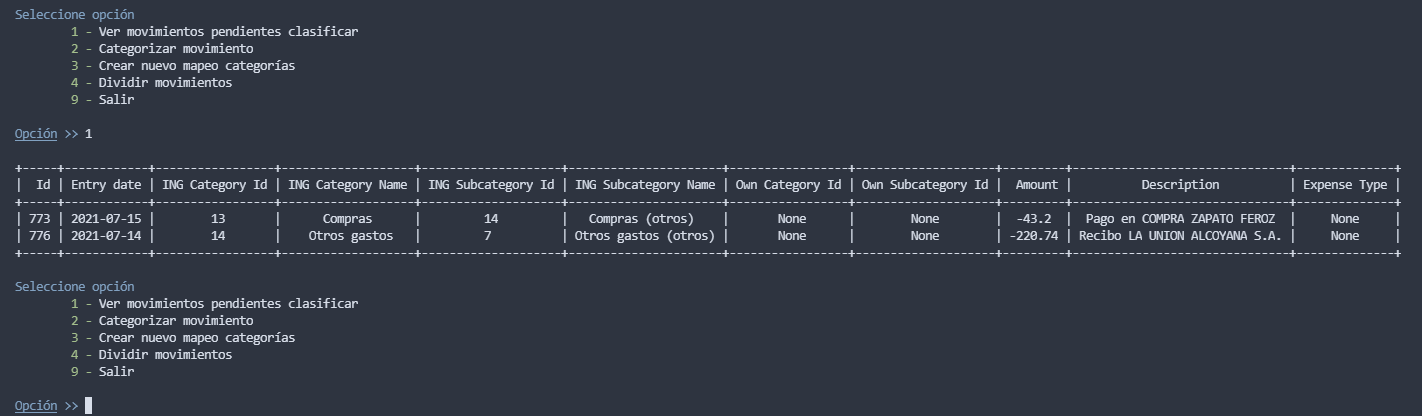 Seleccione opción
1 - Ver movimientos pendientes clasificar
2 - Categorizar movimiento
3 - Crear nuevo mapeo categorías
4 - Dividir movimientos
9 - Salir
Opción >> 1
| Id | Entry date | ING Category Id | ING Category Name | ING Subcategory Id | ING Subcategory Name | Own Category Id | Own Subcategory Id | Amount | Description | Expense Type |
| 773 | 2021-07-15 | 13 | Compras | 14 | Compras (otros) | None | None | -43.2 | Pago en COMPRA ZAPATO FEROZ | None |
| 776 | 2021-07-14 | 14 | Otros gastos | 7 | Otros gastos (otros) | None | None | -220.74 | Recibo LA UNION ALCOYANA S.A. | None |
Seleccione opción
1 - Ver movimientos pendientes clasificar
2 - Categorizar movimiento
3 - Crear nuevo mapeo categorías
4 - Dividir movimientos
9 - Salir
Opción >>